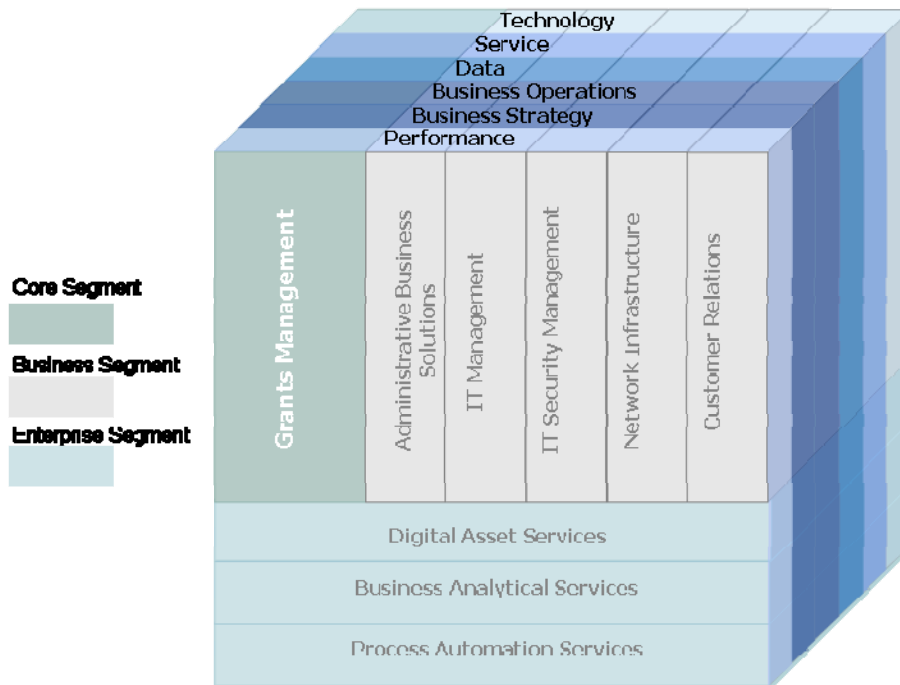 Technology
Service
Data
Business Operations
Business Strategy
Performance
Grants Management
Administrative Business
Solutions
IT Management
IT Security Management
Network Infrastructure
Customer Relations
Core Segment
Business Segment
Enterprise Segment
Digital Asset Services
Business Analytical Services
Process Automation Services